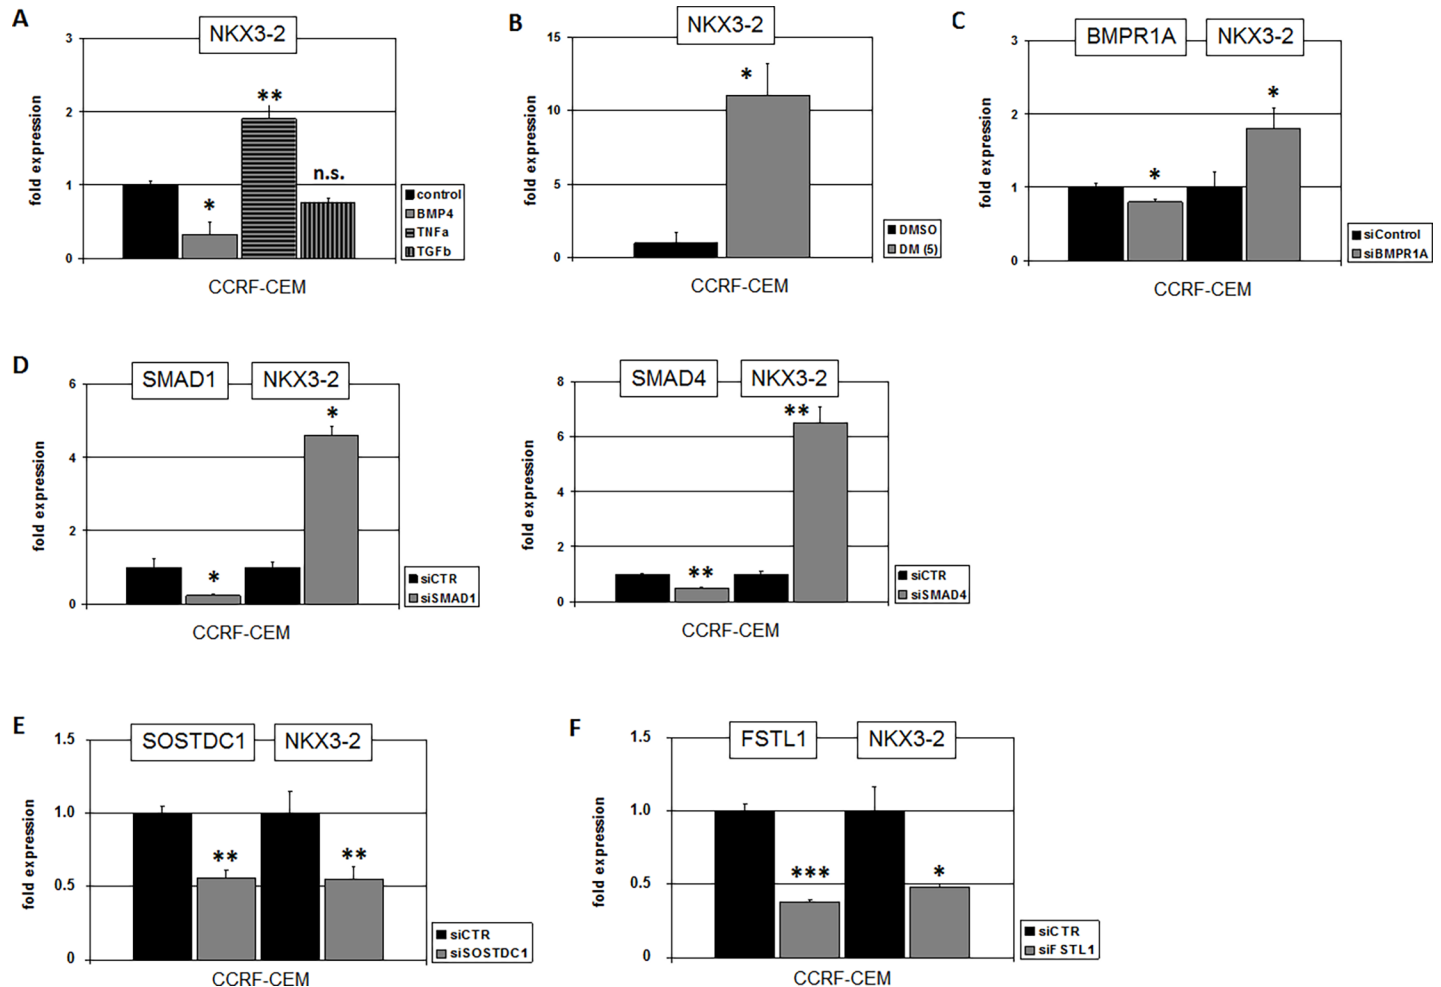 A
NKX3-2
3
2
1
0
fold expression
**
*
n.s.
control
BMP4
TNFa
TGFb
CCRF-CEM
B
NKX3-2
15
10
5
0
fold expression
*
DMSO
DM (5)
CCRF-CEM
C
BMPR1A NKX3-2
3
2
1
0
fold expression
*
*
siControl
siBMPR1A
CCRF-CEM
D
SMAD1 NKX3-2
6
4
2
0
fold expression
*
*
siCTR
siSMAD1
CCRF-CEM
SMAD4 NKX3-2
8
6
4
2
0
fold expression
**
**
siCTR
siSMAD4
CCRF-CEM
E
SOSTDC1 NKX3-2
1.5
1.0
0.5
0
fold expression
** **
siCTR
siSOSTDC1
CCRF-CEM
F
FSTL1 NKX3-2
1.5
1.0
0.5
0
fold expression
*** *
siCTR
siFSTL1
CCRF-CEM